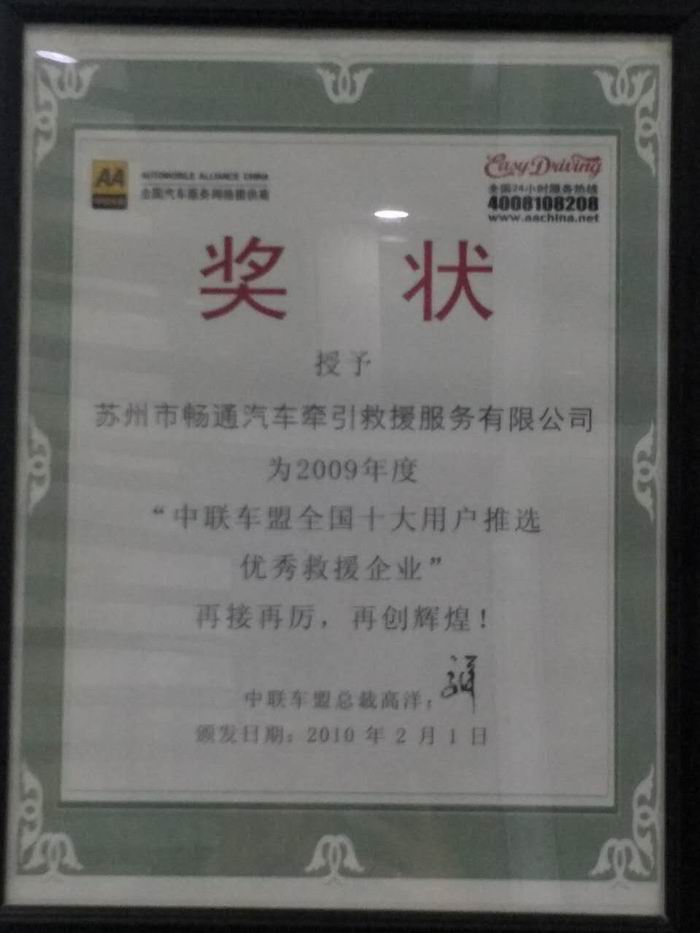 AA
AUTOMOBILE ALLIANCE CHINA
全国汽车服务网络提供商
Easy Driving
全国24小时服务热线
4008108208
www.aachina.net
奖 状
授予
苏州市畅通汽车牵引救援服务有限公司
为2009年度
“中联车盟全国十大用户推选
优秀救援企业”
再接再厉，再创辉煌！
中联车盟总裁高洋：
颁发日期：2010 年 2 月 1 日